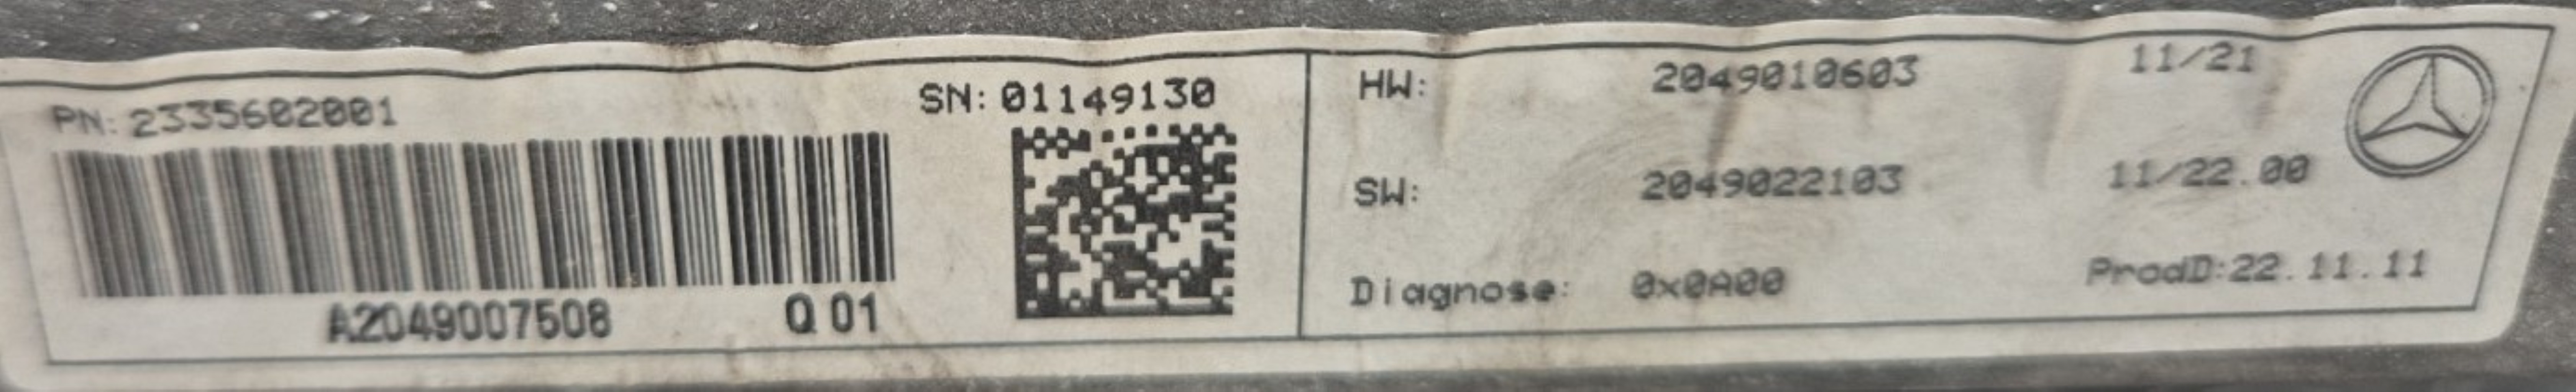 PN: 2335602001
SN: 01149130
A2049007508 Q 01
HW: 2049010603 11/21
SW: 2049022103 11/22.00
Diagnose: 0x0A00 ProdD:22.11.11